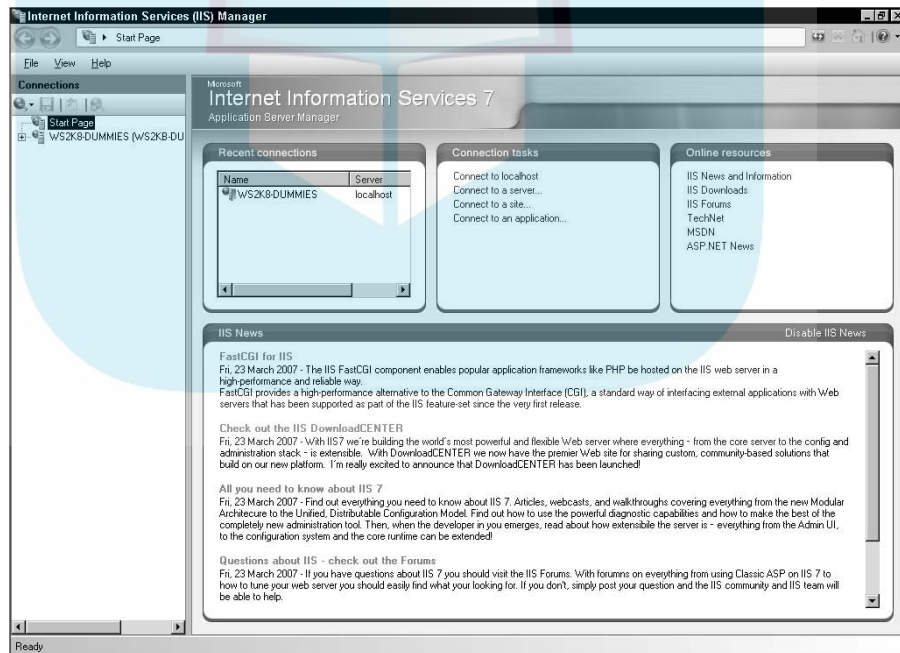 Internet Information Services (IIS) Manager
Start Page
File View Help
Connections
Start Page
WS2K8-DUMMIES (WS2K8-DU
Microsoft
Internet Information Services 7
Application Server Manager
Recent connections
Name Server
WS2K8-DUMMIES localhost
Connection tasks
Connect to localhost
Connect to a server...
Connect to a site...
Connect to an application...
Online resources
IIS News and Information
IIS Downloads
IIS Forums
TechNet
MSDN
ASP.NET News
IIS News Disable IIS News
FastCGI for IIS
Fri, 23 March 2007 - The IIS FastCGI component enables popular application frameworks like PHP be hosted on the IIS web server in a
high-performance and reliable way.
FastCGI provides a high-performance alternative to the Common Gateway Interface (CGI), a standard way of interfacing external applications with Web
servers that has been supported as part of the IIS feature-set since the very first release.
Check out the IIS DownloadCENTER
Fri, 23 March 2007 - With IIS7 we're building the world's most powerful and flexible Web server where everything - from the core server to the config and
administration stack - is extensible. With DownloadCENTER we now have the premier Web site for sharing custom, community-based solutions that
build on our new platform. I'm really excited to announce that DownloadCENTER has been launched!
All you need to know about IIS 7
Fri, 23 March 2007 - Find out everything you need to know about IIS 7. Articles, webcasts, and walkthroughs covering everything from the new Modular
Architecure to the Unified, Distributable Configuration Model. Find out how to use the powerful diagnostic capabilities and how to make the best of the
completely new administration tool. Then, when the developer in you emerges, read about how extensibile the server is - everything from the Admin UI,
to the configuration system and the core runtime can be extended!
Questions about IIS - check out the Forums
Fri, 23 March 2007 - If you have questions about IIS 7 you should visit the IIS Forums. With forumns on everything from using Classic ASP on IIS 7 to
how to tune your web server you should easily find what your looking for. If you don't, simply post your question and the IIS community and IIS team will
be able to help.
Ready